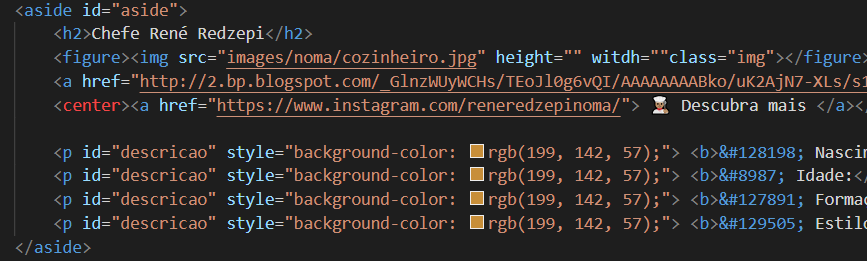 <aside id="aside">
<h2>Chefe René Redzepi</h2>
<figure><img src="images/noma/cozinheiro.jpg" height="" witdh=""class="img"></figure>
<a href="http://2.bp.blogspot.com/_GlnzWUyWCHs/TEoJl0g6vQI/AAAAAAAABko/uK2AjN7-XLs/s1
<center><a href="https://www.instagram.com/reneredzepinoma/"> 👨🏽‍🍳 Descubra mais </a></
<p id="descricao" style="background-color: rgb(199, 142, 57);"> <b>&#128198; Nascin
<p id="descricao" style="background-color: rgb(199, 142, 57);"> <b>&#8987; Idade:</
<p id="descricao" style="background-color: rgb(199, 142, 57);"> <b>&#127891; Formac
<p id="descricao" style="background-color: rgb(199, 142, 57);"> <b>&#129505; Estilo
</aside>